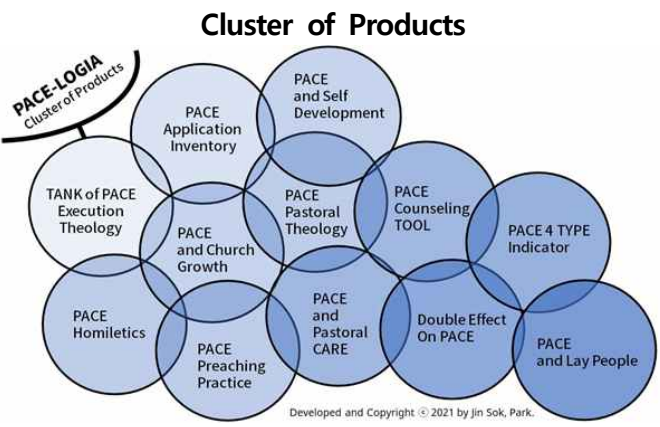 Cluster of Products
PACE-LOGIA
Cluster of Products
PACE
and Self
Development
PACE
Application
Inventory
TANK of PACE
Execution
Theology
PACE
Pastoral
Theology
PACE
Counseling
TOOL
PACE 4 TYPE
Indicator
PACE
and Church
Growth
PACE
Homiletics
PACE
and
Pastoral
CARE
Double Effect
On PACE
PACE
Preaching
Practice
PACE
and Lay People
Developed and Copyright ⓒ 2021 by Jin Sok, Park.